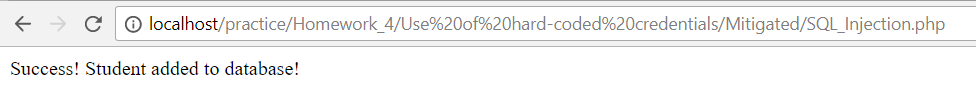 localhost/practice/Homework_4/Use%20of%20hard-coded%20credentials/Mitigated/SQL_Injection.php
Success! Student added to database!